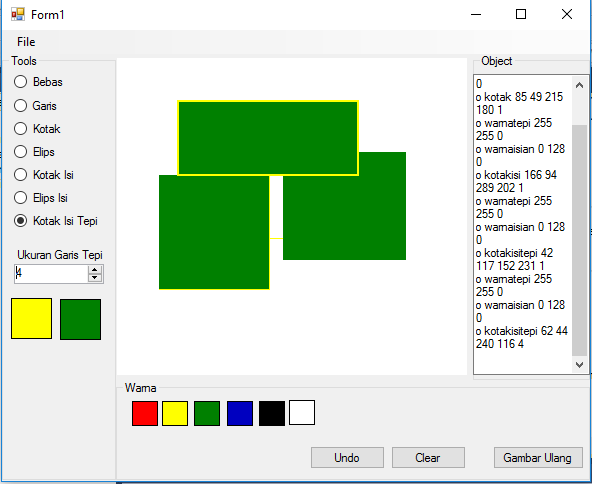 Form1
File
Tools
Bebas
Garis
Kotak
Elips
Kotak Isi
Elips Isi
Kotak Isi Tepi
Ukuran Garis Tepi
4
Object
0
o kotak 85 49 215
180 1
o warnatepi 255
255 0
o warnaisian 0 128
0
o kotakisi 166 94
289 202 1
o warnatepi 255
255 0
o warnaisian 0 128
0
o kotakisitepi 42
117 152 231 1
o warnatepi 255
255 0
o warnaisian 0 128
0
o kotakisitepi 62 44
240 116 4
Warna
Undo
Clear
Gambar Ulang